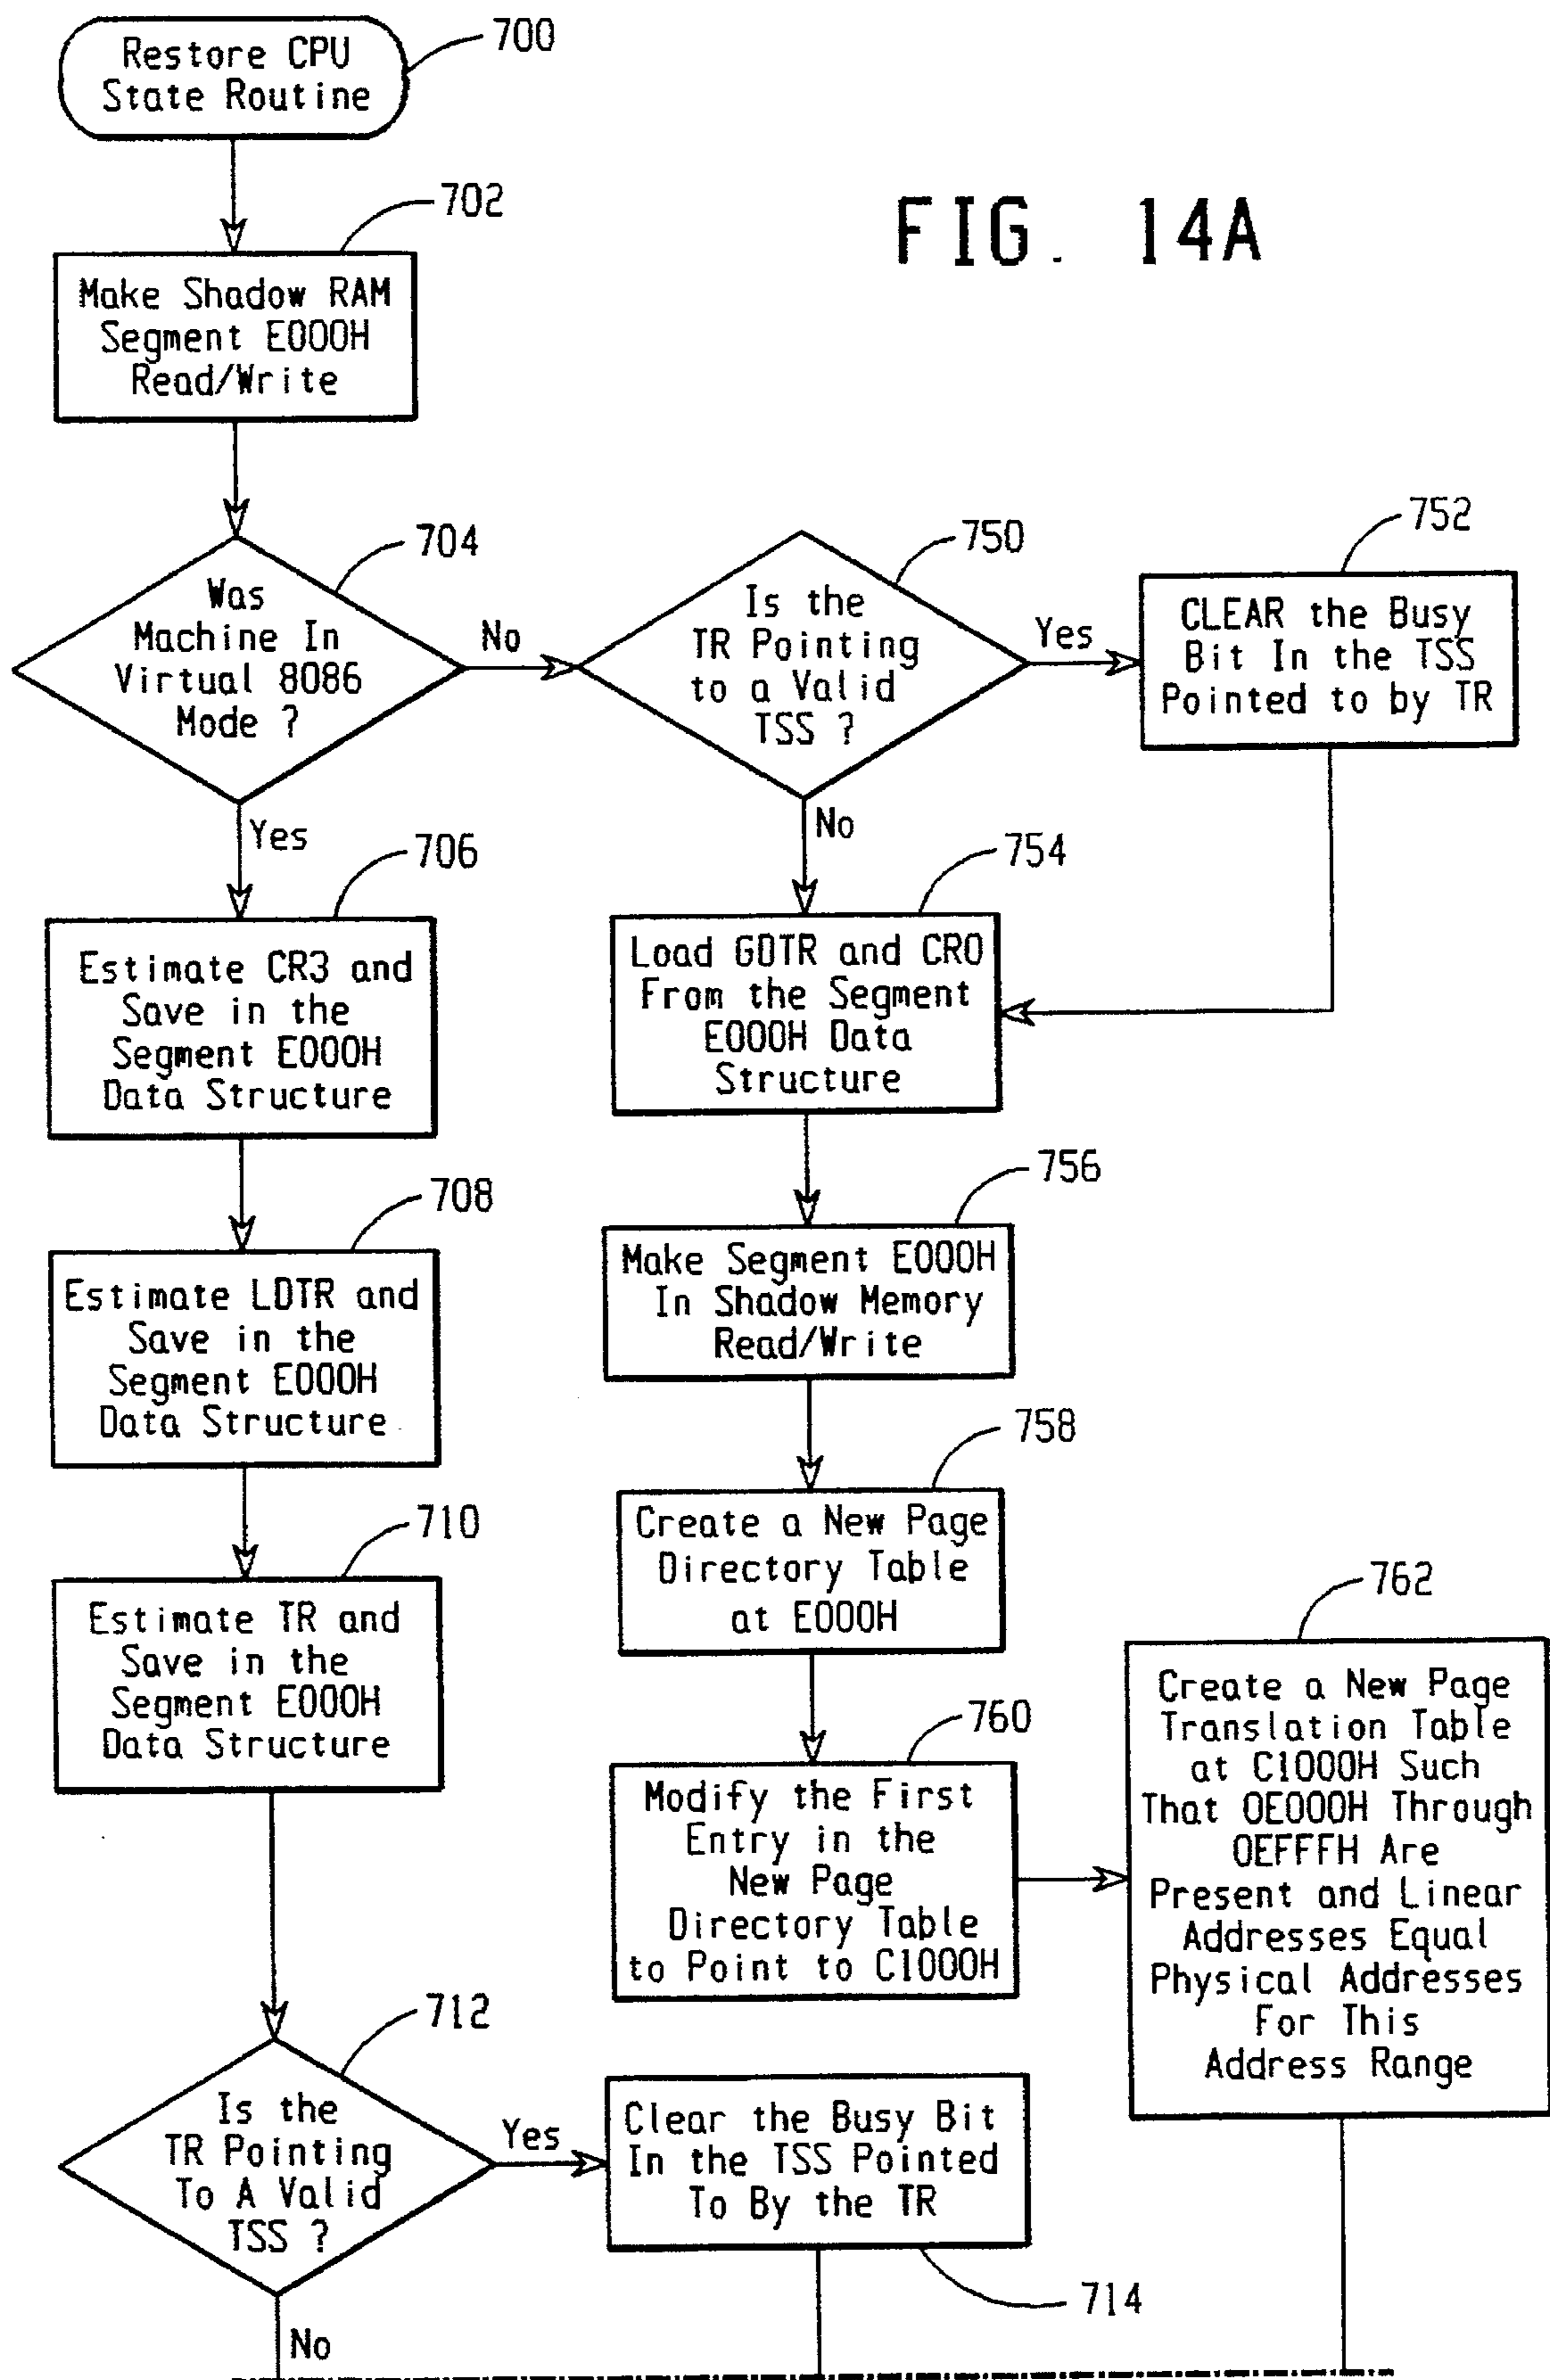 Restore CPU
State Routine
700
FIG. 14A
702
Make Shadow RAM
Segment E000H
Read/Write
704
Was
Machine In
Virtual 8086
Mode ?
No
Yes
750
Is the
TR Pointing
to a Valid
TSS ?
Yes
No
752
CLEAR the Busy
Bit In the TSS
Pointed to by TR
706
Estimate CR3 and
Save in the
Segment E000H
Data Structure
754
Load GDTR and CR0
From the Segment
E000H Data
Structure
708
Estimate LDTR and
Save in the
Segment E000H
Data Structure
756
Make Segment E000H
In Shadow Memory
Read/Write
710
Estimate TR and
Save in the
Segment E000H
Data Structure
758
Create a New Page
Directory Table
at E000H
760
Modify the First
Entry in the
New Page
Directory Table
to Point to C1000H
762
Create a New Page
Translation Table
at C1000H Such
That 0E000H Through
0EFFFH Are
Present and Linear
Addresses Equal
Physical Addresses
For This
Address Range
712
Is the
TR Pointing
To A Valid
TSS ?
Yes
No
Clear the Busy Bit
In the TSS Pointed
To By the TR
714